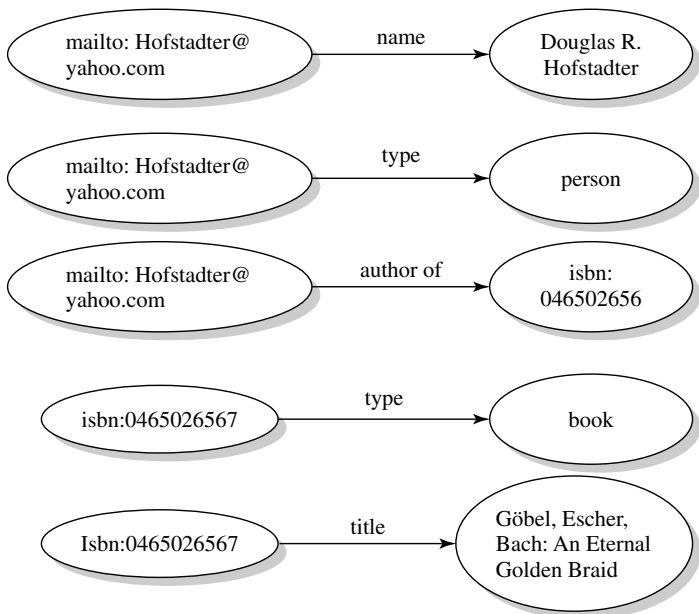 mailto: Hofstadter@
yahoo.com
name
Douglas R.
Hofstadter
mailto: Hofstadter@
yahoo.com
type
person
mailto: Hofstadter@
yahoo.com
author of
isbn:
046502656
isbn:0465026567
type
book
Isbn:0465026567
title
Göbel, Escher,
Bach: An Eternal
Golden Braid